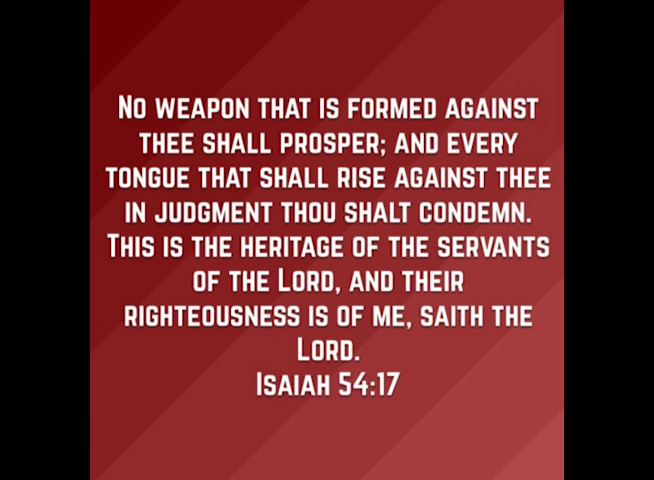 No weapon that is formed against
thee shall prosper; and every
tongue that shall rise against thee
in judgment thou shalt condemn.
This is the heritage of the servants
of the Lord, and their
righteousness is of me, saith the
Lord.
Isaiah 54:17